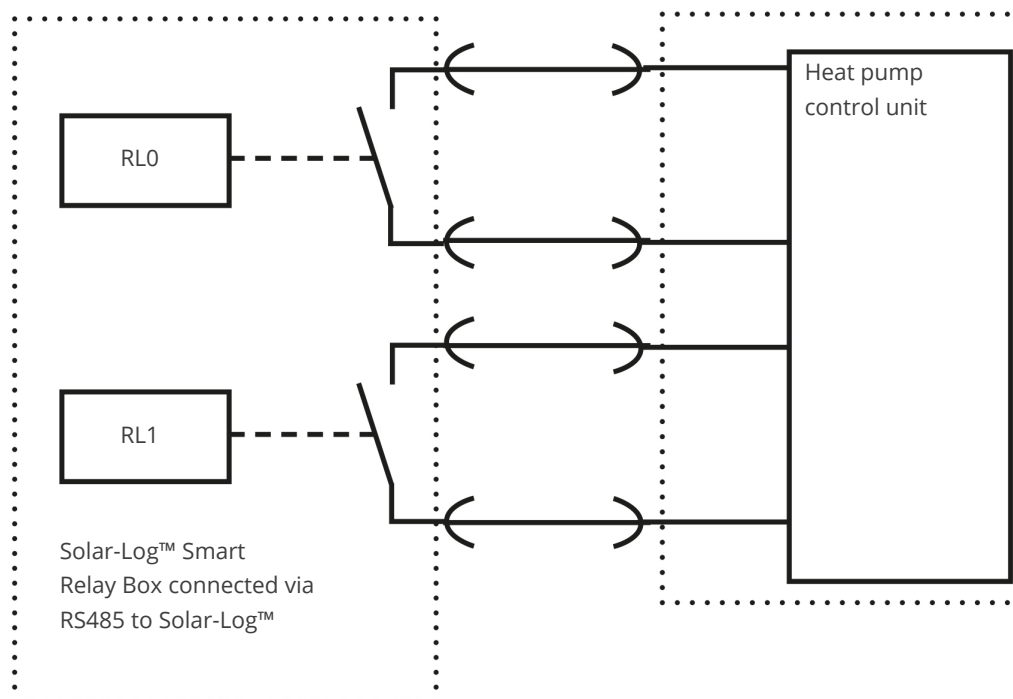 Heat pump
control unit
RL0
RL1
Solar-Log™ Smart
Relay Box connected via
RS485 to Solar-Log™